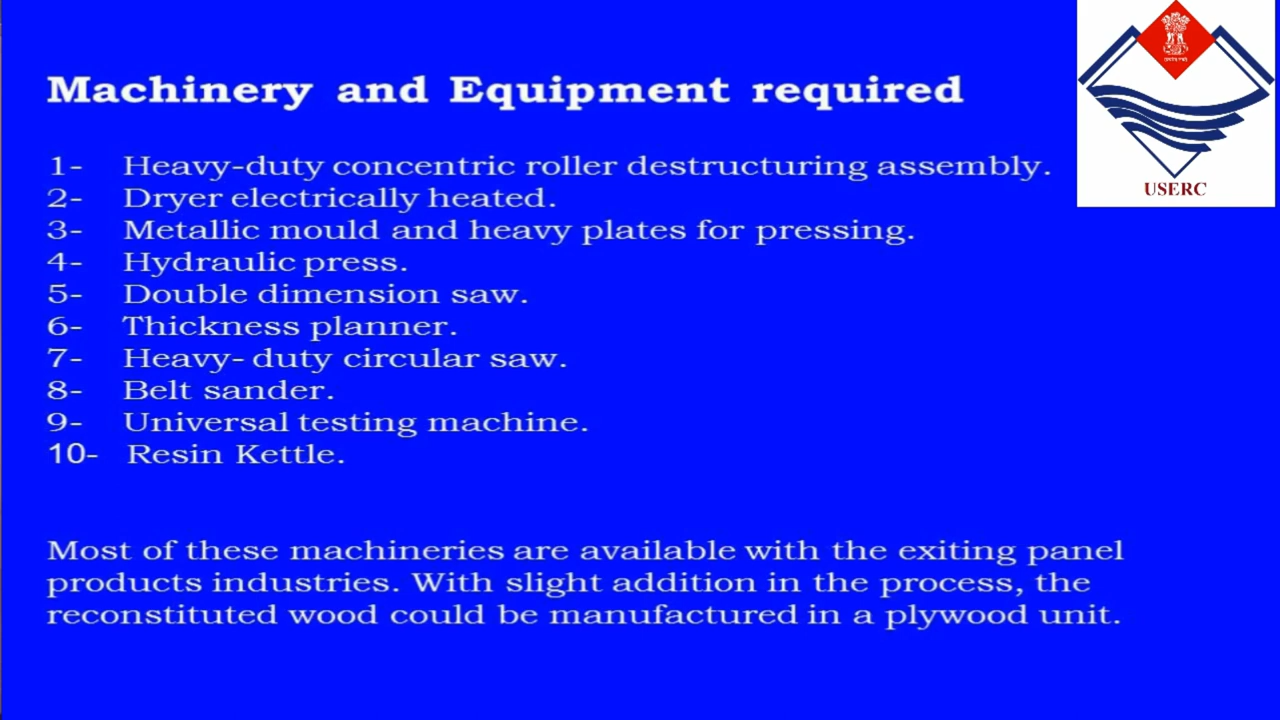 Machinery and Equipment required
1- Heavy-duty concentric roller destructuring assembly.
2- Dryer electrically heated.
3- Metallic mould and heavy plates for pressing.
4- Hydraulic press.
5- Double dimension saw.
6- Thickness planner.
7- Heavy- duty circular saw.
8- Belt sander.
9- Universal testing machine.
10- Resin Kettle.
Most of these machineries are available with the exiting panel
products industries. With slight addition in the process, the
reconstituted wood could be manufactured in a plywood unit.
USERC